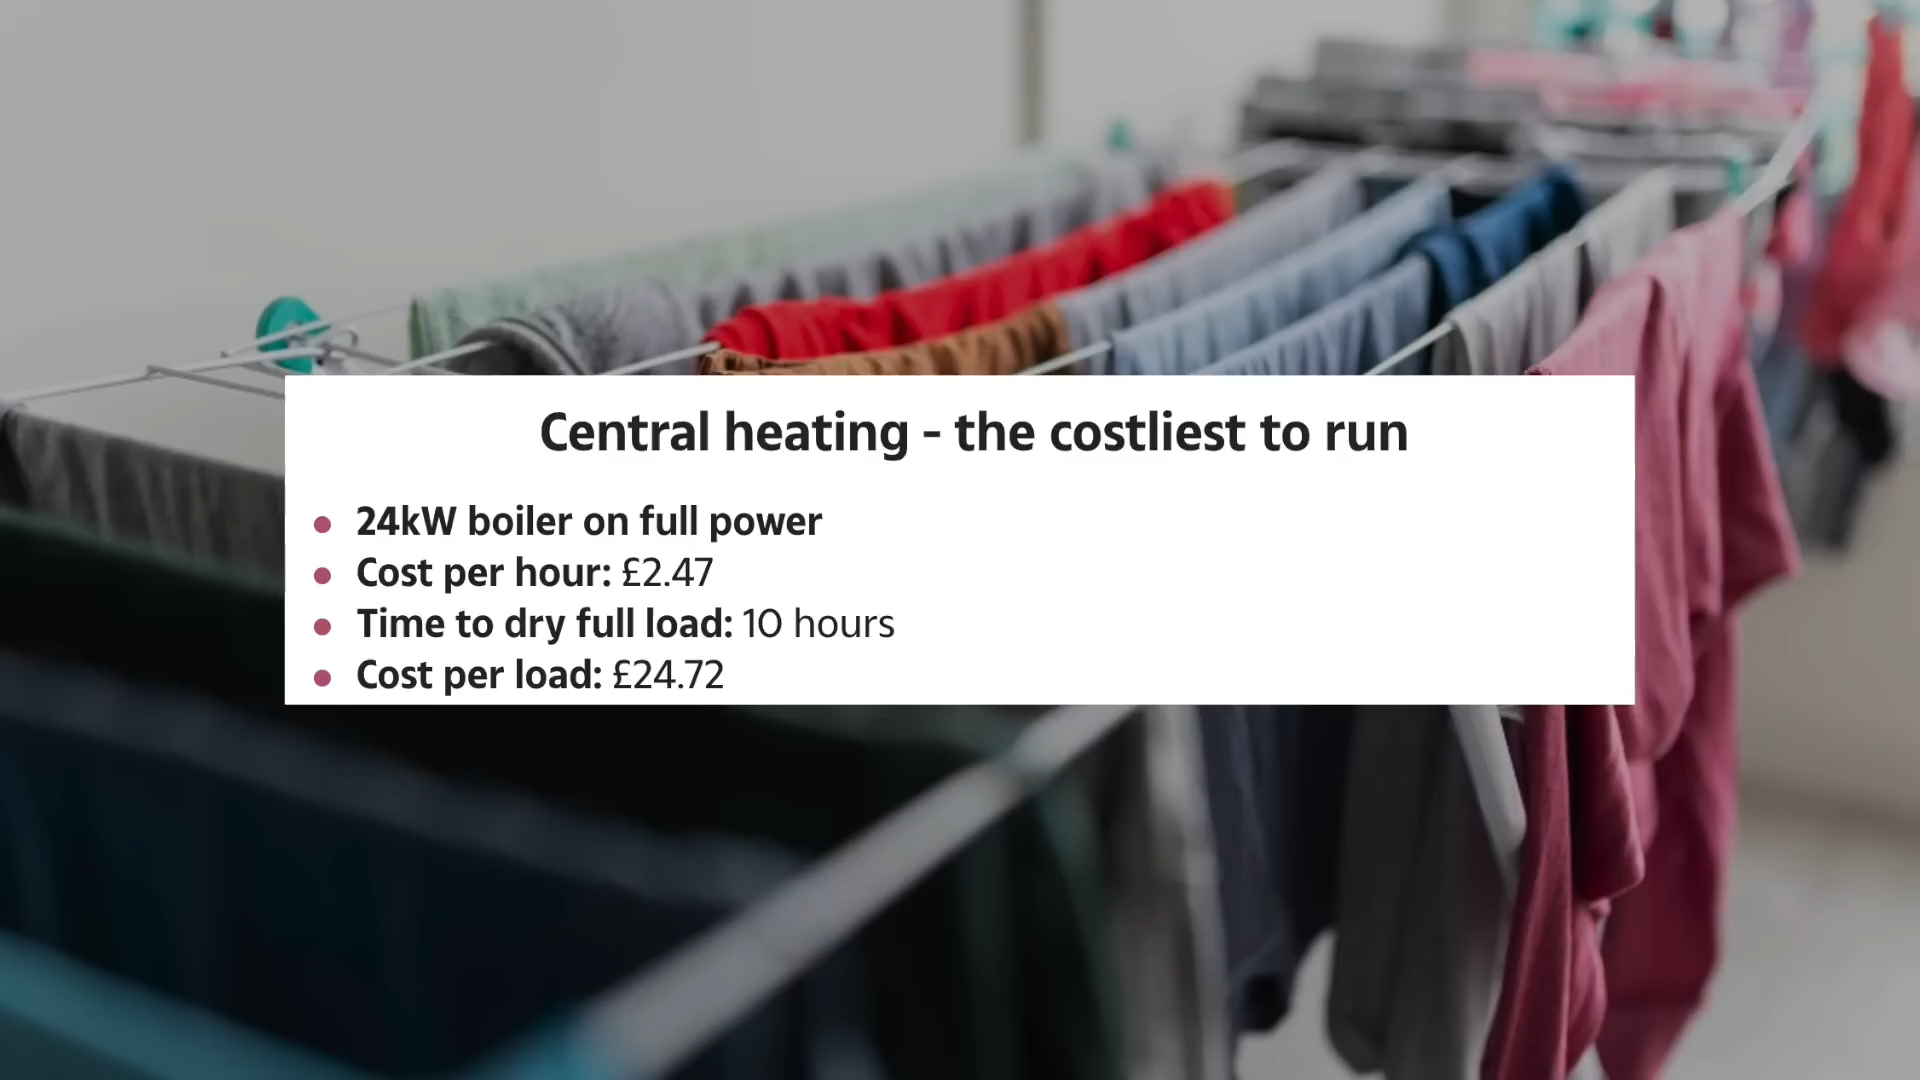 Central heating - the costliest to run
• 24kW boiler on full power
• Cost per hour: £2.47
• Time to dry full load: 10 hours
• Cost per load: £24.72